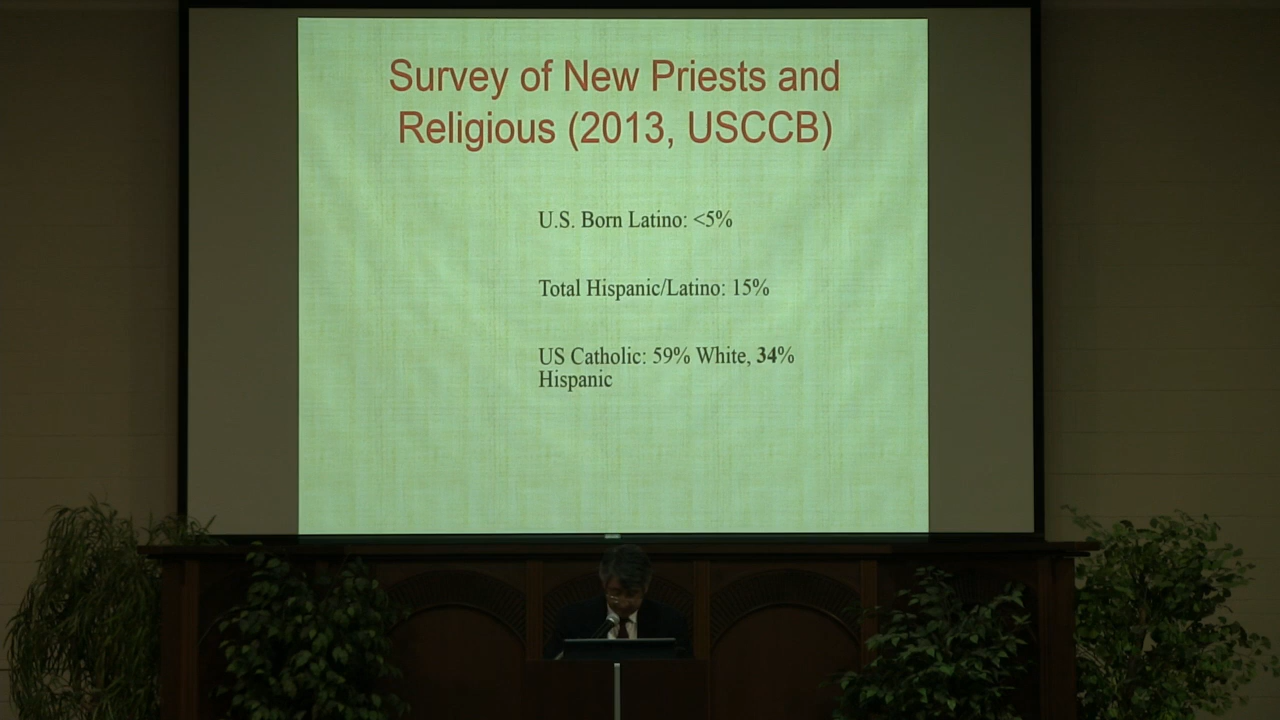 Survey of New Priests and
Religious (2013, USCCB)
U.S. Born Latino: <5%
Total Hispanic/Latino: 15%
US Catholic: 59% White, 34%
Hispanic